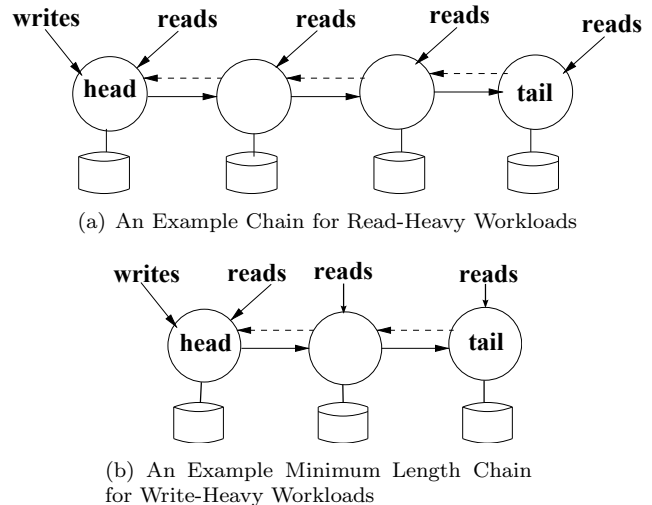 writes reads reads reads reads
head tail
(a) An Example Chain for Read-Heavy Workloads
writes reads reads reads
head tail
(b) An Example Minimum Length Chain
for Write-Heavy Workloads